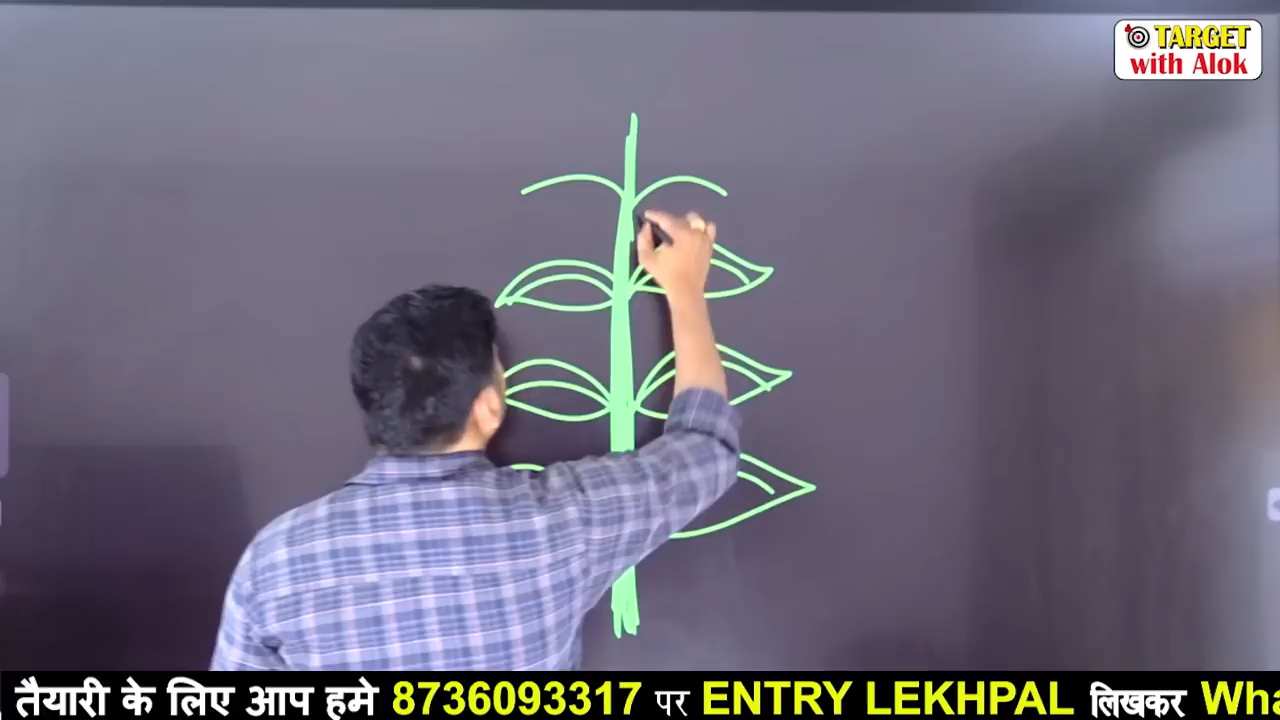 TARGET
with Alok
तैयारी के लिए आप हमे 8736093317 पर ENTRY LEKHPAL लिखकर